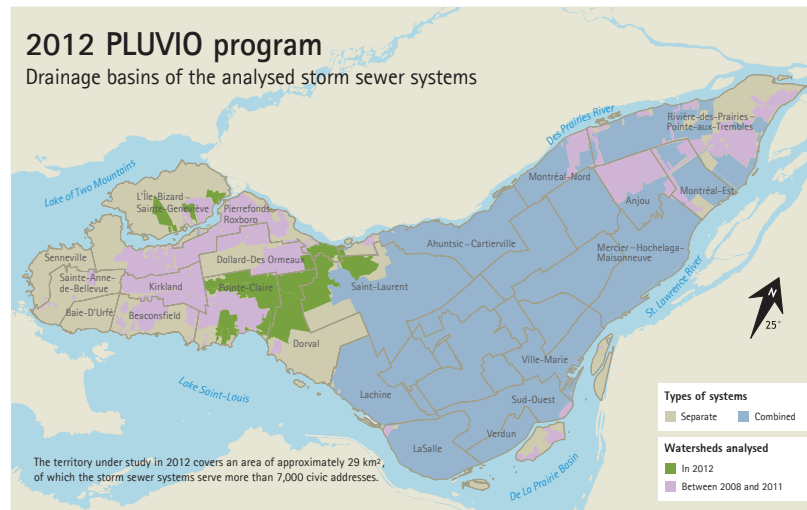 2012 PLUVIO program
Drainage basins of the analysed storm sewer systems
Des Prairies River
Rivière-des-Prairies–
Pointe-aux-Trembles
Lake of Two Mountains
Montréal-Nord
L'Île-Bizard–
Sainte-Geneviève
Pierrefonds-
Roxboro
Anjou
Montréal-Est
Ahuntsic–Cartierville
Mercier–Hochelaga-
Maisonneuve
Senneville
Dollard-Des Ormeaux
Sainte-Anne-
de-Bellevue
Kirkland
Pointe-Claire
Saint-Laurent
St. Lawrence River
Baie-D'Urfé
Beaconsfield
N
25°
Dorval
Ville-Marie
Lake Saint-Louis
Lachine
Sud-Ouest
Verdun
LaSalle
De La Prairie Basin
Types of systems
Separate
Combined
Watersheds analysed
In 2012
Between 2008 and 2011
The territory under study in 2012 covers an area of approximately 29 km²,
of which the storm sewer systems serve more than 7,000 civic addresses.